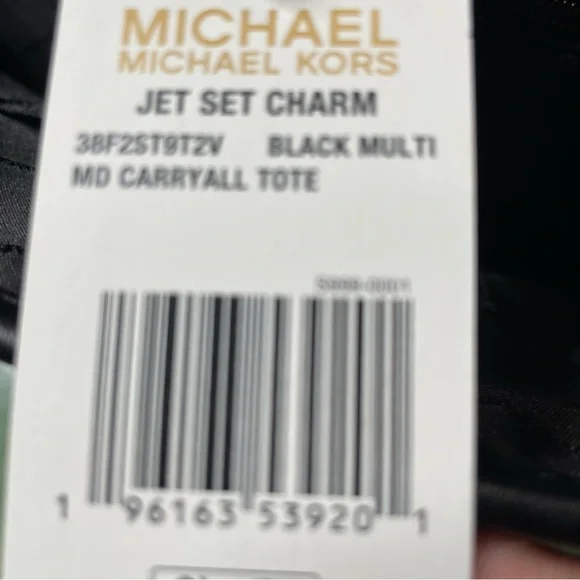 MICHAEL
MICHAEL KORS
JET SET CHARM
38F2ST9T2V BLACK MULTI
MD CARRYALL TOTE
1 96163 53920 1